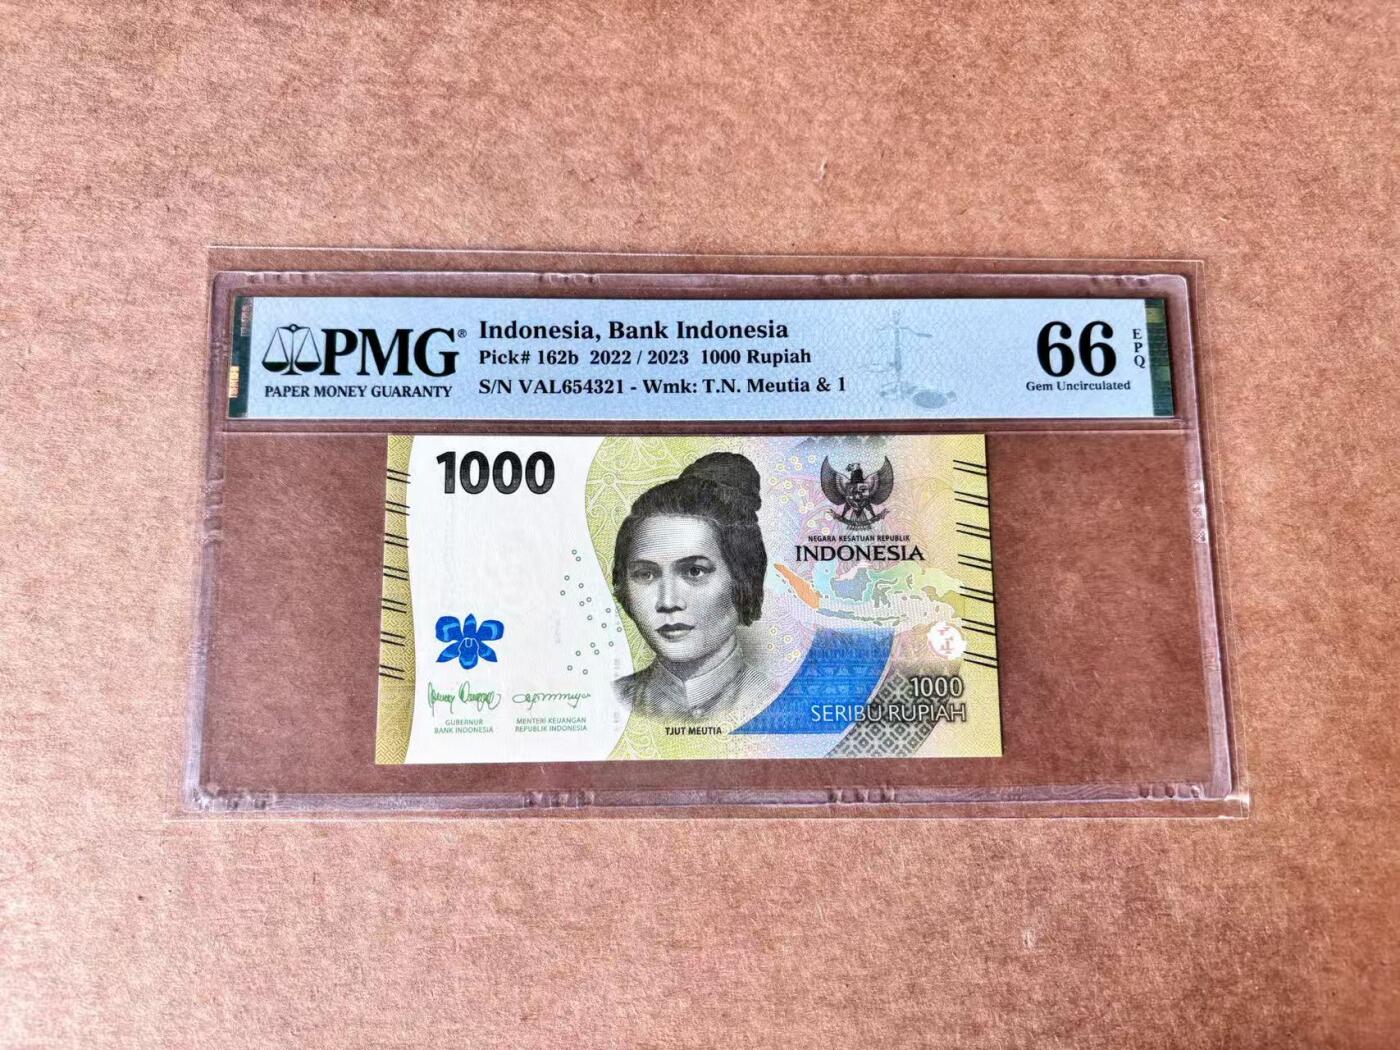 PMG®
PAPER MONEY GUARANTY
Indonesia, Bank Indonesia
Pick# 162b 2022 / 2023 1000 Rupiah
S/N VAL654321 - Wmk: T.N. Meutia & 1
66
EPQ
Gem Uncirculated
1000
NEGARA KESATUAN REPUBLIK
INDONESIA
GUBERNUR
BANK INDONESIA
MENTERI KEUANGAN
REPUBLIK INDONESIA
TJUT MEUTIA
1000
SERIBU RUPIAH